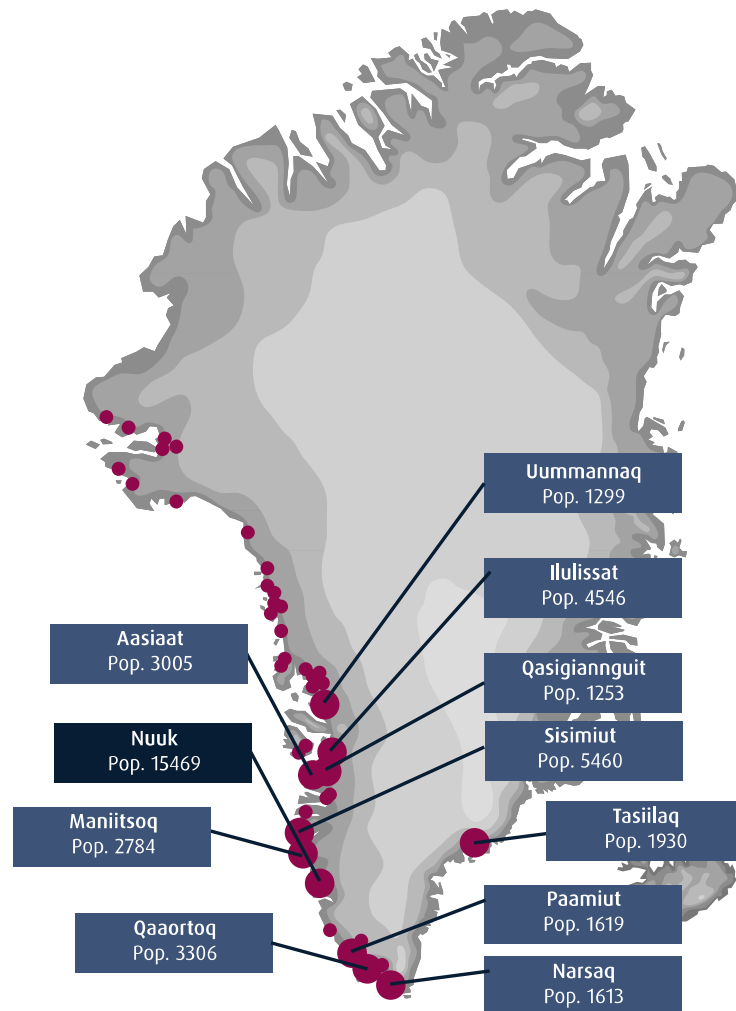 Uummannaq
Pop. 1299
Ilulissat
Pop. 4546
Aasiaat
Pop. 3005
Qasigiannguit
Pop. 1253
Nuuk
Pop. 15469
Sisimiut
Pop. 5460
Maniitsoq
Pop. 2784
Tasiilaq
Pop. 1930
Paamiut
Pop. 1619
Qaaortoq
Pop. 3306
Narsaq
Pop. 1613